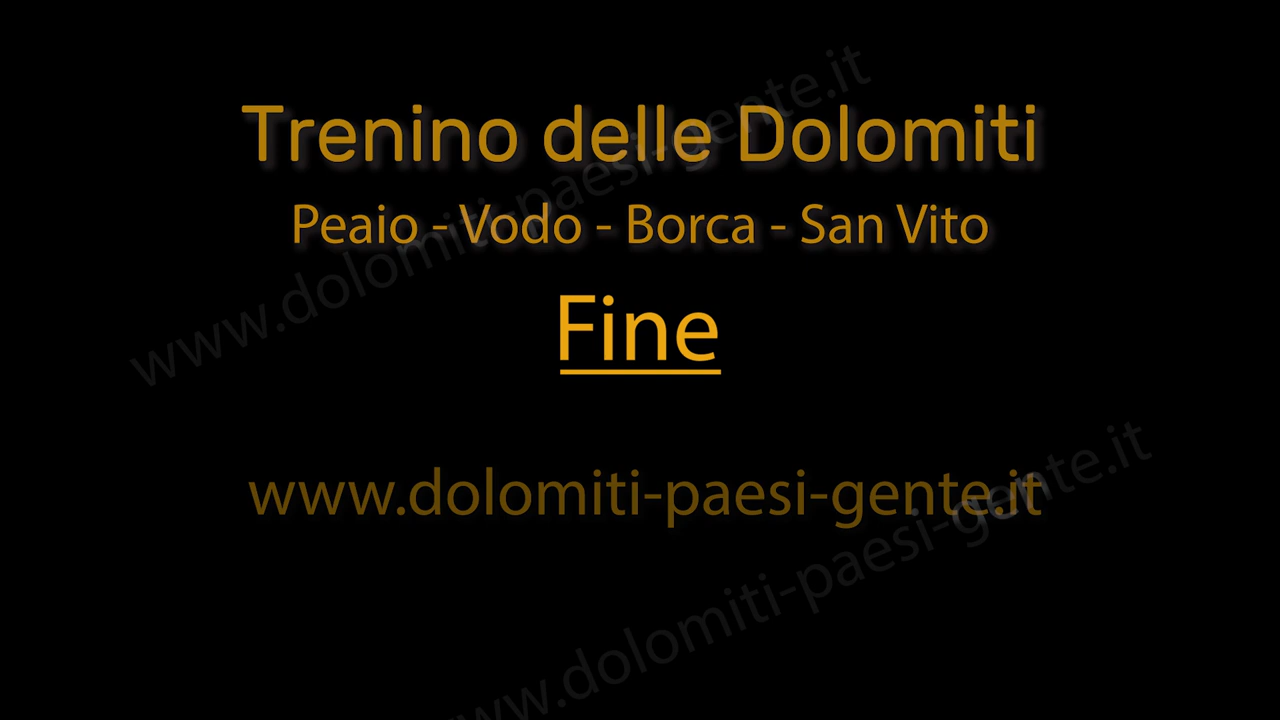 Trenino delle Dolomiti
Peaio - Vodo - Borca - San Vito
Fine
www.dolomiti-paesi-gente.it
www.dolomiti-paesi-gente.it
www.dolomiti-paesi-gente.it